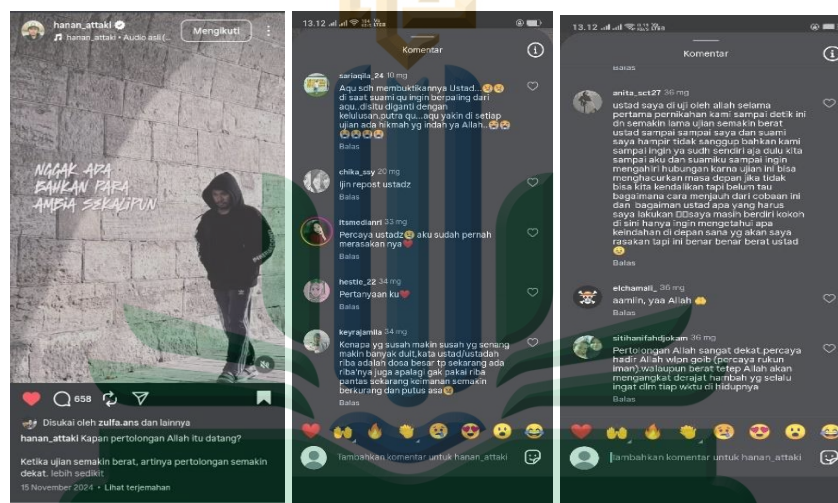 hanan_attaki
hanan_attaki • Audio asli (...
Mengikuti
NGGAK ADA
BAHKAN PARA
AMBIA SEKALIPUN
658
Disukai oleh zulfa.ans dan lainnya
hanan_attaki Kapan pertolongan Allah itu datang?
Ketika ujian semakin berat, artinya pertolongan semakin
dekat. lebih sedikit
15 November 2024 • Lihat terjemahan
13.12
Komentar
sariaqila_24 10 mg
Aqu sdh membuktikannya Ustad...😢😢
di saat suami qu ingin berpaling dari
aqu..disitu diganti dengan
kelulusan.putra qu...aqu yakin di setiap
ujian ada hikmah yg indah ya Allah..😭😭
😭😭😭😭
Balas
chika_ssy 20 mg
Ijin repost ustadz
Balas
itsmedianri 33 mg
Percaya ustadz🥹 aku sudah pernah
merasakan nya❤️
Balas
hestie_22 34 mg
Pertanyaan ku❤️
Balas
keyrajamila 34 mg
Kenapa yg susah makin susah yg senang
makin banyak duit,kata ustad/ustadah
riba adalah dosa besar tp sekarang ada
riba'nya juga apalagi gak pakai riba
pantas sekarang keimanan semakin
berkurang dan putus asa😢
Balas
Tambahkan komentar untuk hanan_attaki
13.12
Komentar
Balas
anita_sct27 36 mg
ustad saya di uji oleh allah selama
pertama pernikahan kami sampai detik ini
dn semakin lama ujian semakin berat
ustad sampai sampai saya dan suami
saya hampir tidak sanggup bahkan kami
sampai ingin ya sudh sendiri aja dulu kita
sampai aku dan suamiku sampai ingin
mengahiri hubungan karna ujian ini bisa
menghacurkan masa depan jika tidak
bisa kita kendalikan tapi belum tau
bagaimana cara menjauh dari cobaan ini
dan bagaiman ustad apa yang harus
saya lakukan saya masih berdiri kokoh
di sini hanya ingin mengetahui apa
keindahan di depan sana yg akan saya
rasakan tapi ini benar benar berat ustad
😢
Balas
elchamali_ 36 mg
aamiin, yaa Allah 🤲
Balas
sitihanifahdjokam 36 mg
Pertolongan Allah sangat dekat.percaya
hadir Allah wlpn goib (percaya rukun
iman).walaupun berat tetep Allah akan
mengangkat derajat hambah yg selalu
ingat dlm tiap wktu di hidupnya
Balas
Tambahkan komentar untuk hanan_attaki